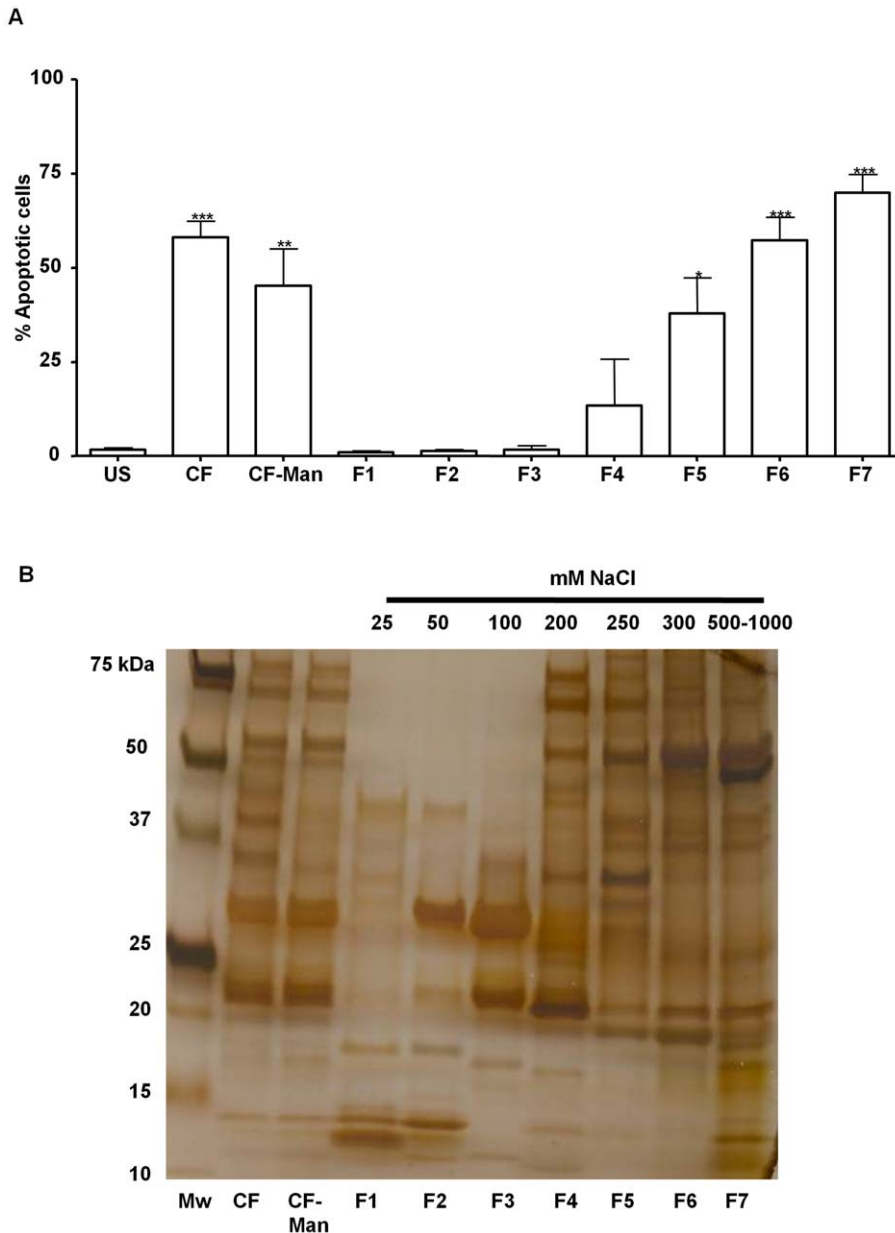 A
100
75
50
25
0
% Apoptotic cells
***
**
*
***
***
US CF CF-Man F1 F2 F3 F4 F5 F6 F7
B
mM NaCl
25 50 100 200 250 300 500-1000
75 kDa
50
37
25
20
15
10
Mw CF CF- F1 F2 F3 F4 F5 F6 F7
Man